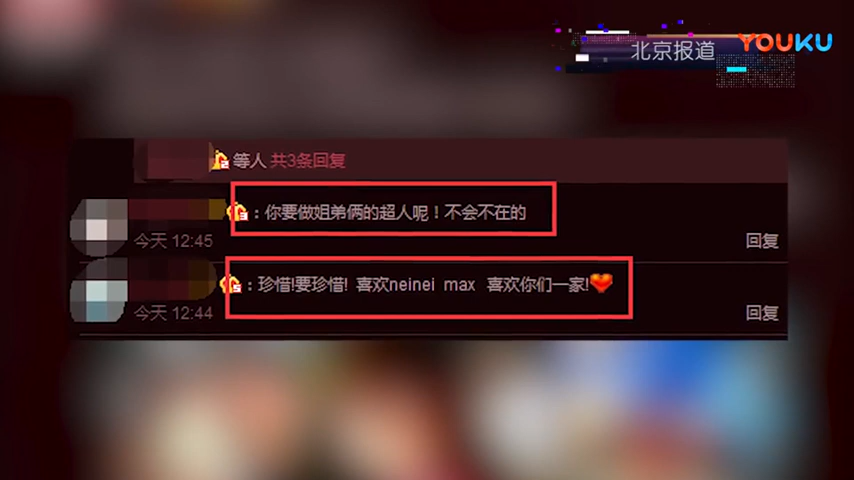 北京报道 YOUKU
等人 共3条回复
：你要做姐弟俩的超人呢！不会不在的
今天 12:45 回复
：珍惜!要珍惜! 喜欢neinei max 喜欢你们一家!
今天 12:44 回复